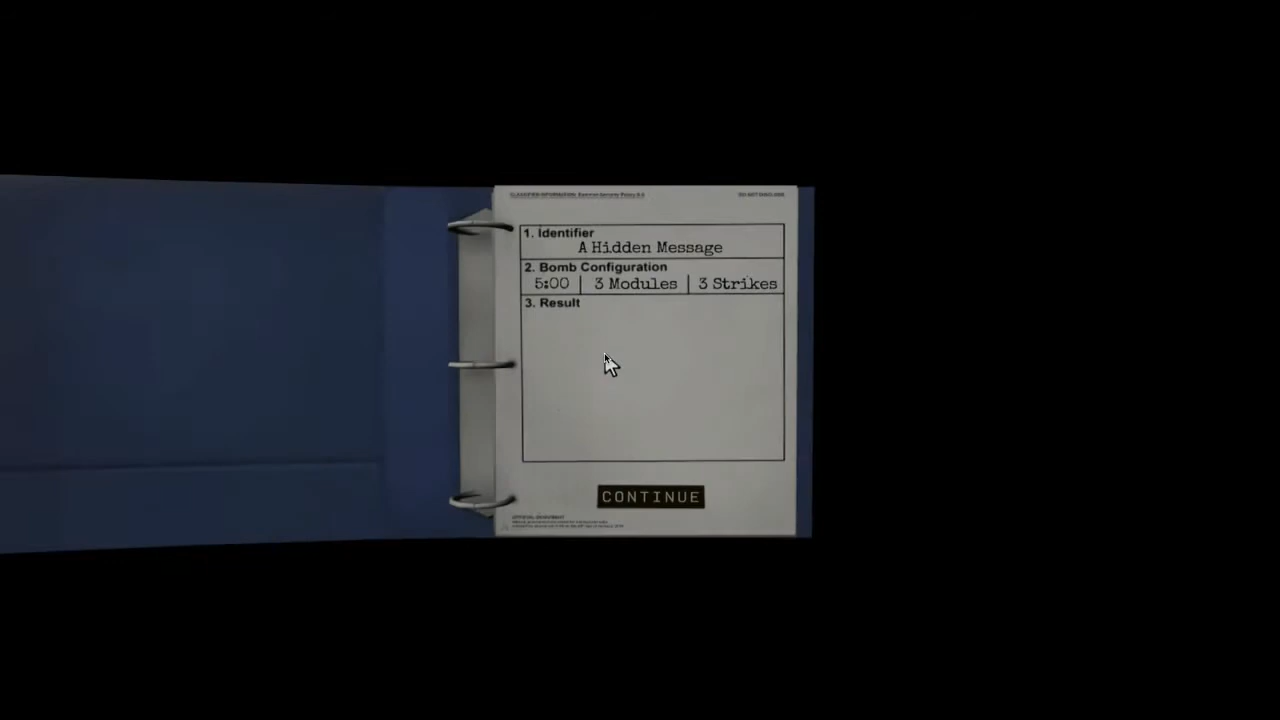 1. Identifier
A Hidden Message
2. Bomb Configuration
5:00 3 Modules 3 Strikes
3. Result
CONTINUE